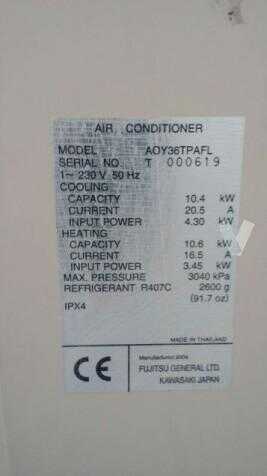 AIR CONDITIONER
MODEL AOY36TPAFL
SERIAL NO. T 000619
1~ 230 V 50 Hz
COOLING
CAPACITY 10.4 kW
CURRENT 20.5 A
INPUT POWER 4.30 kW
HEATING
CAPACITY 10.6 kW
CURRENT 16.5 A
INPUT POWER 3.45 kW
MAX. PRESSURE 3040 kPa
REFRIGERANT R407C 2600 g
(91.7 oz)
IPX4
MADE IN THAILAND
CE
FUJITSU GENERAL LTD.
KAWASAKI JAPAN